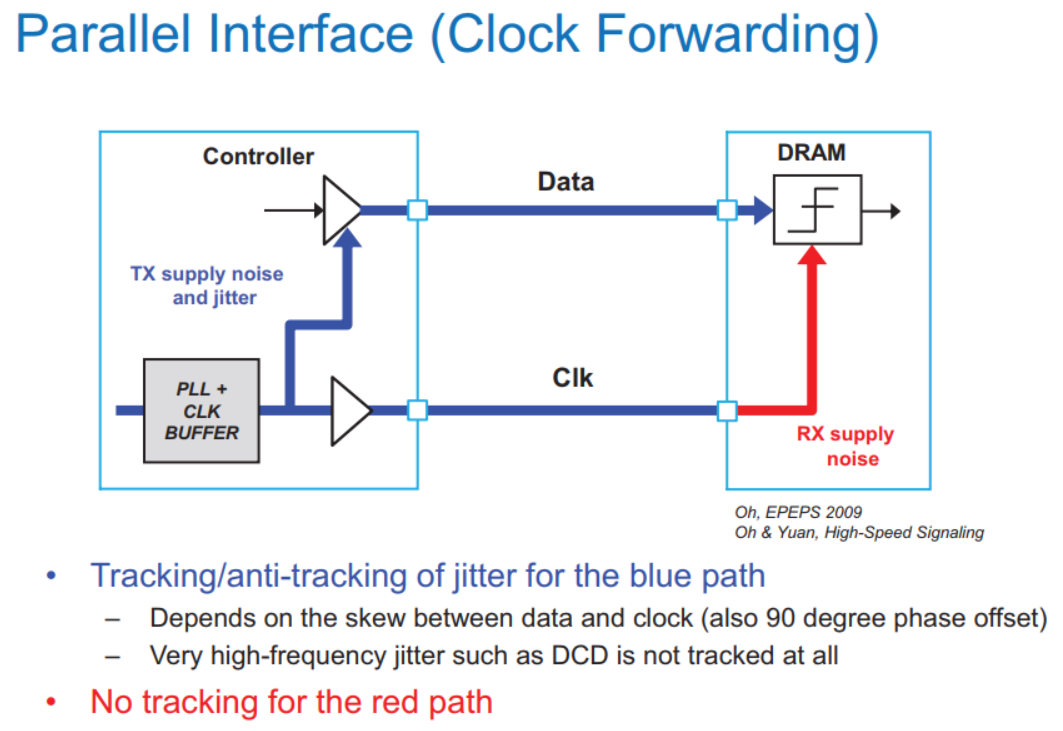 Parallel Interface (Clock Forwarding)
Controller
DRAM
Data
TX supply noise
and jitter
Clk
PLL +
CLK
BUFFER
RX supply
noise
Oh, EPEPS 2009
Oh & Yuan, High-Speed Signaling
• Tracking/anti-tracking of jitter for the blue path
– Depends on the skew between data and clock (also 90 degree phase offset)
– Very high-frequency jitter such as DCD is not tracked at all
• No tracking for the red path